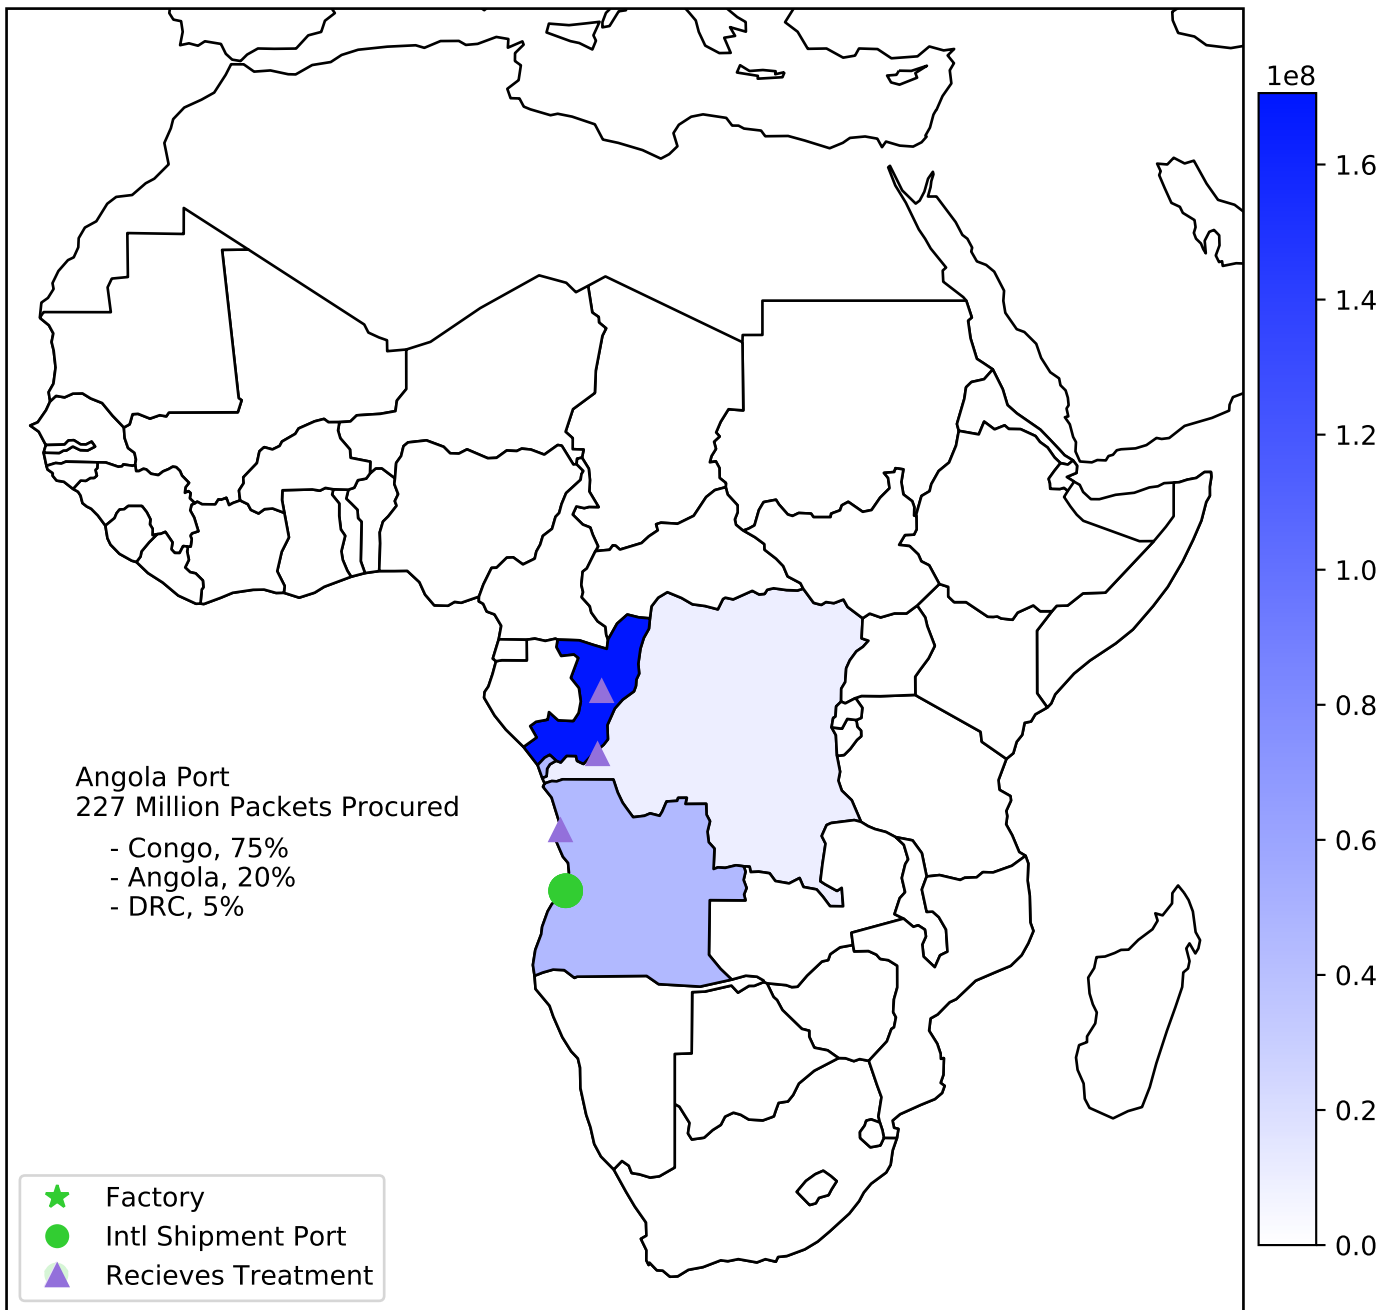 1e8
1.6
1.4
1.2
1.0
0.8
0.6
0.4
0.2
0.0
Angola Port
227 Million Packets Procured
- Congo, 75%
- Angola, 20%
- DRC, 5%
Factory
Intl Shipment Port
Recieves Treatment